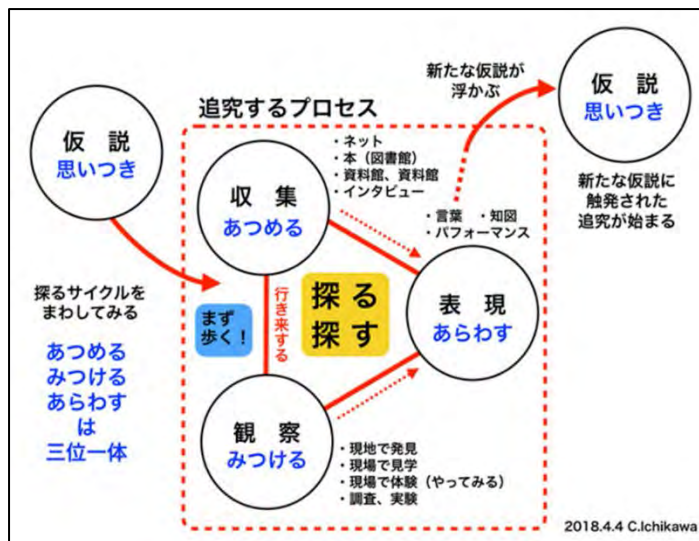 仮 説
思いつき
探るサイクルを
まわしてみる
あつめる
みつける
あらわす
は
三位一体
追究するプロセス
収 集
あつめる
・ネット
・本（図書館）
・資料館、資料館
・インタビュー
まず
歩く！
行き来する
探 る
探 す
観 察
みつける
・現地で発見
・現場で見学
・現場で体験（やってみる）
・調査、実験
・言葉 ・知図
・パフォーマンス
表 現
あらわす
新たな仮説が
浮かぶ
仮 説
思いつき
新たな仮説に
触発された
追究が始まる
2018.4.4 C.Ichikawa